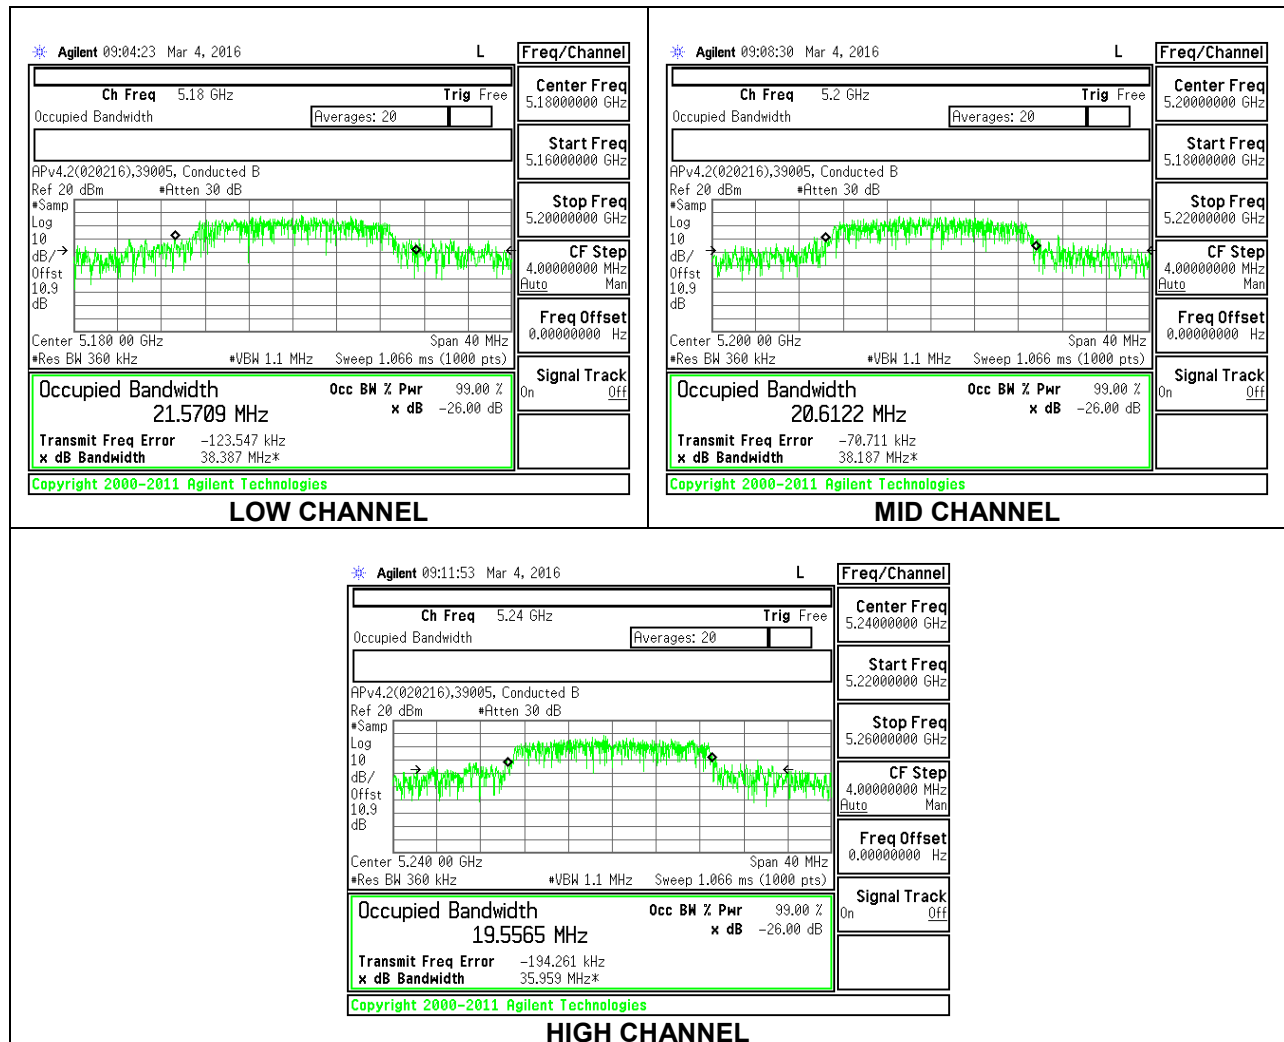 Agilent 09:04:23 Mar 4, 2016 L Freq/Channel
Ch Freq 5.18 GHz Trig Free
Occupied Bandwidth Averages: 20
APv4.2(020216),39005, Conducted B
Ref 20 dBm #Atten 30 dB
#Samp
Log
10
dB/
Offst
10.9
dB
Center 5.180 00 GHz Span 40 MHz
#Res BW 360 kHz #VBW 1.1 MHz Sweep 1.066 ms (1000 pts)
Occupied Bandwidth Occ BW % Pwr 99.00 %
21.5709 MHz x dB -26.00 dB
Transmit Freq Error -123.547 kHz
x dB Bandwidth 38.387 MHz*
Copyright 2000-2011 Agilent Technologies
Center Freq
5.18000000 GHz
Start Freq
5.16000000 GHz
Stop Freq
5.20000000 GHz
CF Step
4.00000000 MHz
Auto Man
Freq Offset
0.00000000 Hz
Signal Track
On Off
LOW CHANNEL
Agilent 09:08:30 Mar 4, 2016 L Freq/Channel
Ch Freq 5.2 GHz Trig Free
Occupied Bandwidth Averages: 20
APv4.2(020216),39005, Conducted B
Ref 20 dBm #Atten 30 dB
#Samp
Log
10
dB/
Offst
10.9
dB
Center 5.200 00 GHz Span 40 MHz
#Res BW 360 kHz #VBW 1.1 MHz Sweep 1.066 ms (1000 pts)
Occupied Bandwidth Occ BW % Pwr 99.00 %
20.6122 MHz x dB -26.00 dB
Transmit Freq Error -70.711 kHz
x dB Bandwidth 38.187 MHz*
Copyright 2000-2011 Agilent Technologies
Center Freq
5.20000000 GHz
Start Freq
5.18000000 GHz
Stop Freq
5.22000000 GHz
CF Step
4.00000000 MHz
Auto Man
Freq Offset
0.00000000 Hz
Signal Track
On Off
MID CHANNEL
Agilent 09:11:53 Mar 4, 2016 L Freq/Channel
Ch Freq 5.24 GHz Trig Free
Occupied Bandwidth Averages: 20
APv4.2(020216),39005, Conducted B
Ref 20 dBm #Atten 30 dB
#Samp
Log
10
dB/
Offst
10.9
dB
Center 5.240 00 GHz Span 40 MHz
#Res BW 360 kHz #VBW 1.1 MHz Sweep 1.066 ms (1000 pts)
Occupied Bandwidth Occ BW % Pwr 99.00 %
19.5565 MHz x dB -26.00 dB
Transmit Freq Error -194.261 kHz
x dB Bandwidth 35.959 MHz*
Copyright 2000-2011 Agilent Technologies
Center Freq
5.24000000 GHz
Start Freq
5.22000000 GHz
Stop Freq
5.26000000 GHz
CF Step
4.00000000 MHz
Auto Man
Freq Offset
0.00000000 Hz
Signal Track
On Off
HIGH CHANNEL